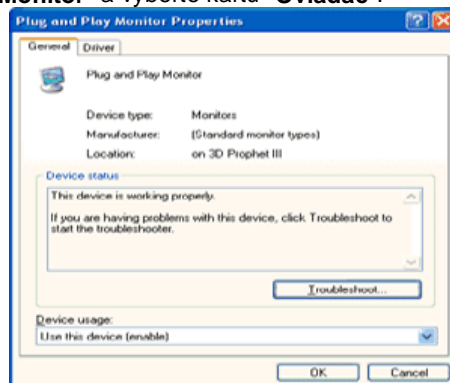 Monitor" a vyberte kartu "Ovladač".
Plug and Play Monitor Properties
General Driver
Plug and Play Monitor
Device type: Monitors
Manufacturer: (Standard monitor types)
Location: on 3D Prophet III
Device status
This device is working properly.
If you are having problems with this device, click Troubleshoot to
start the troubleshooter.
Troubleshoot...
Device usage:
Use this device (enable)
OK Cancel